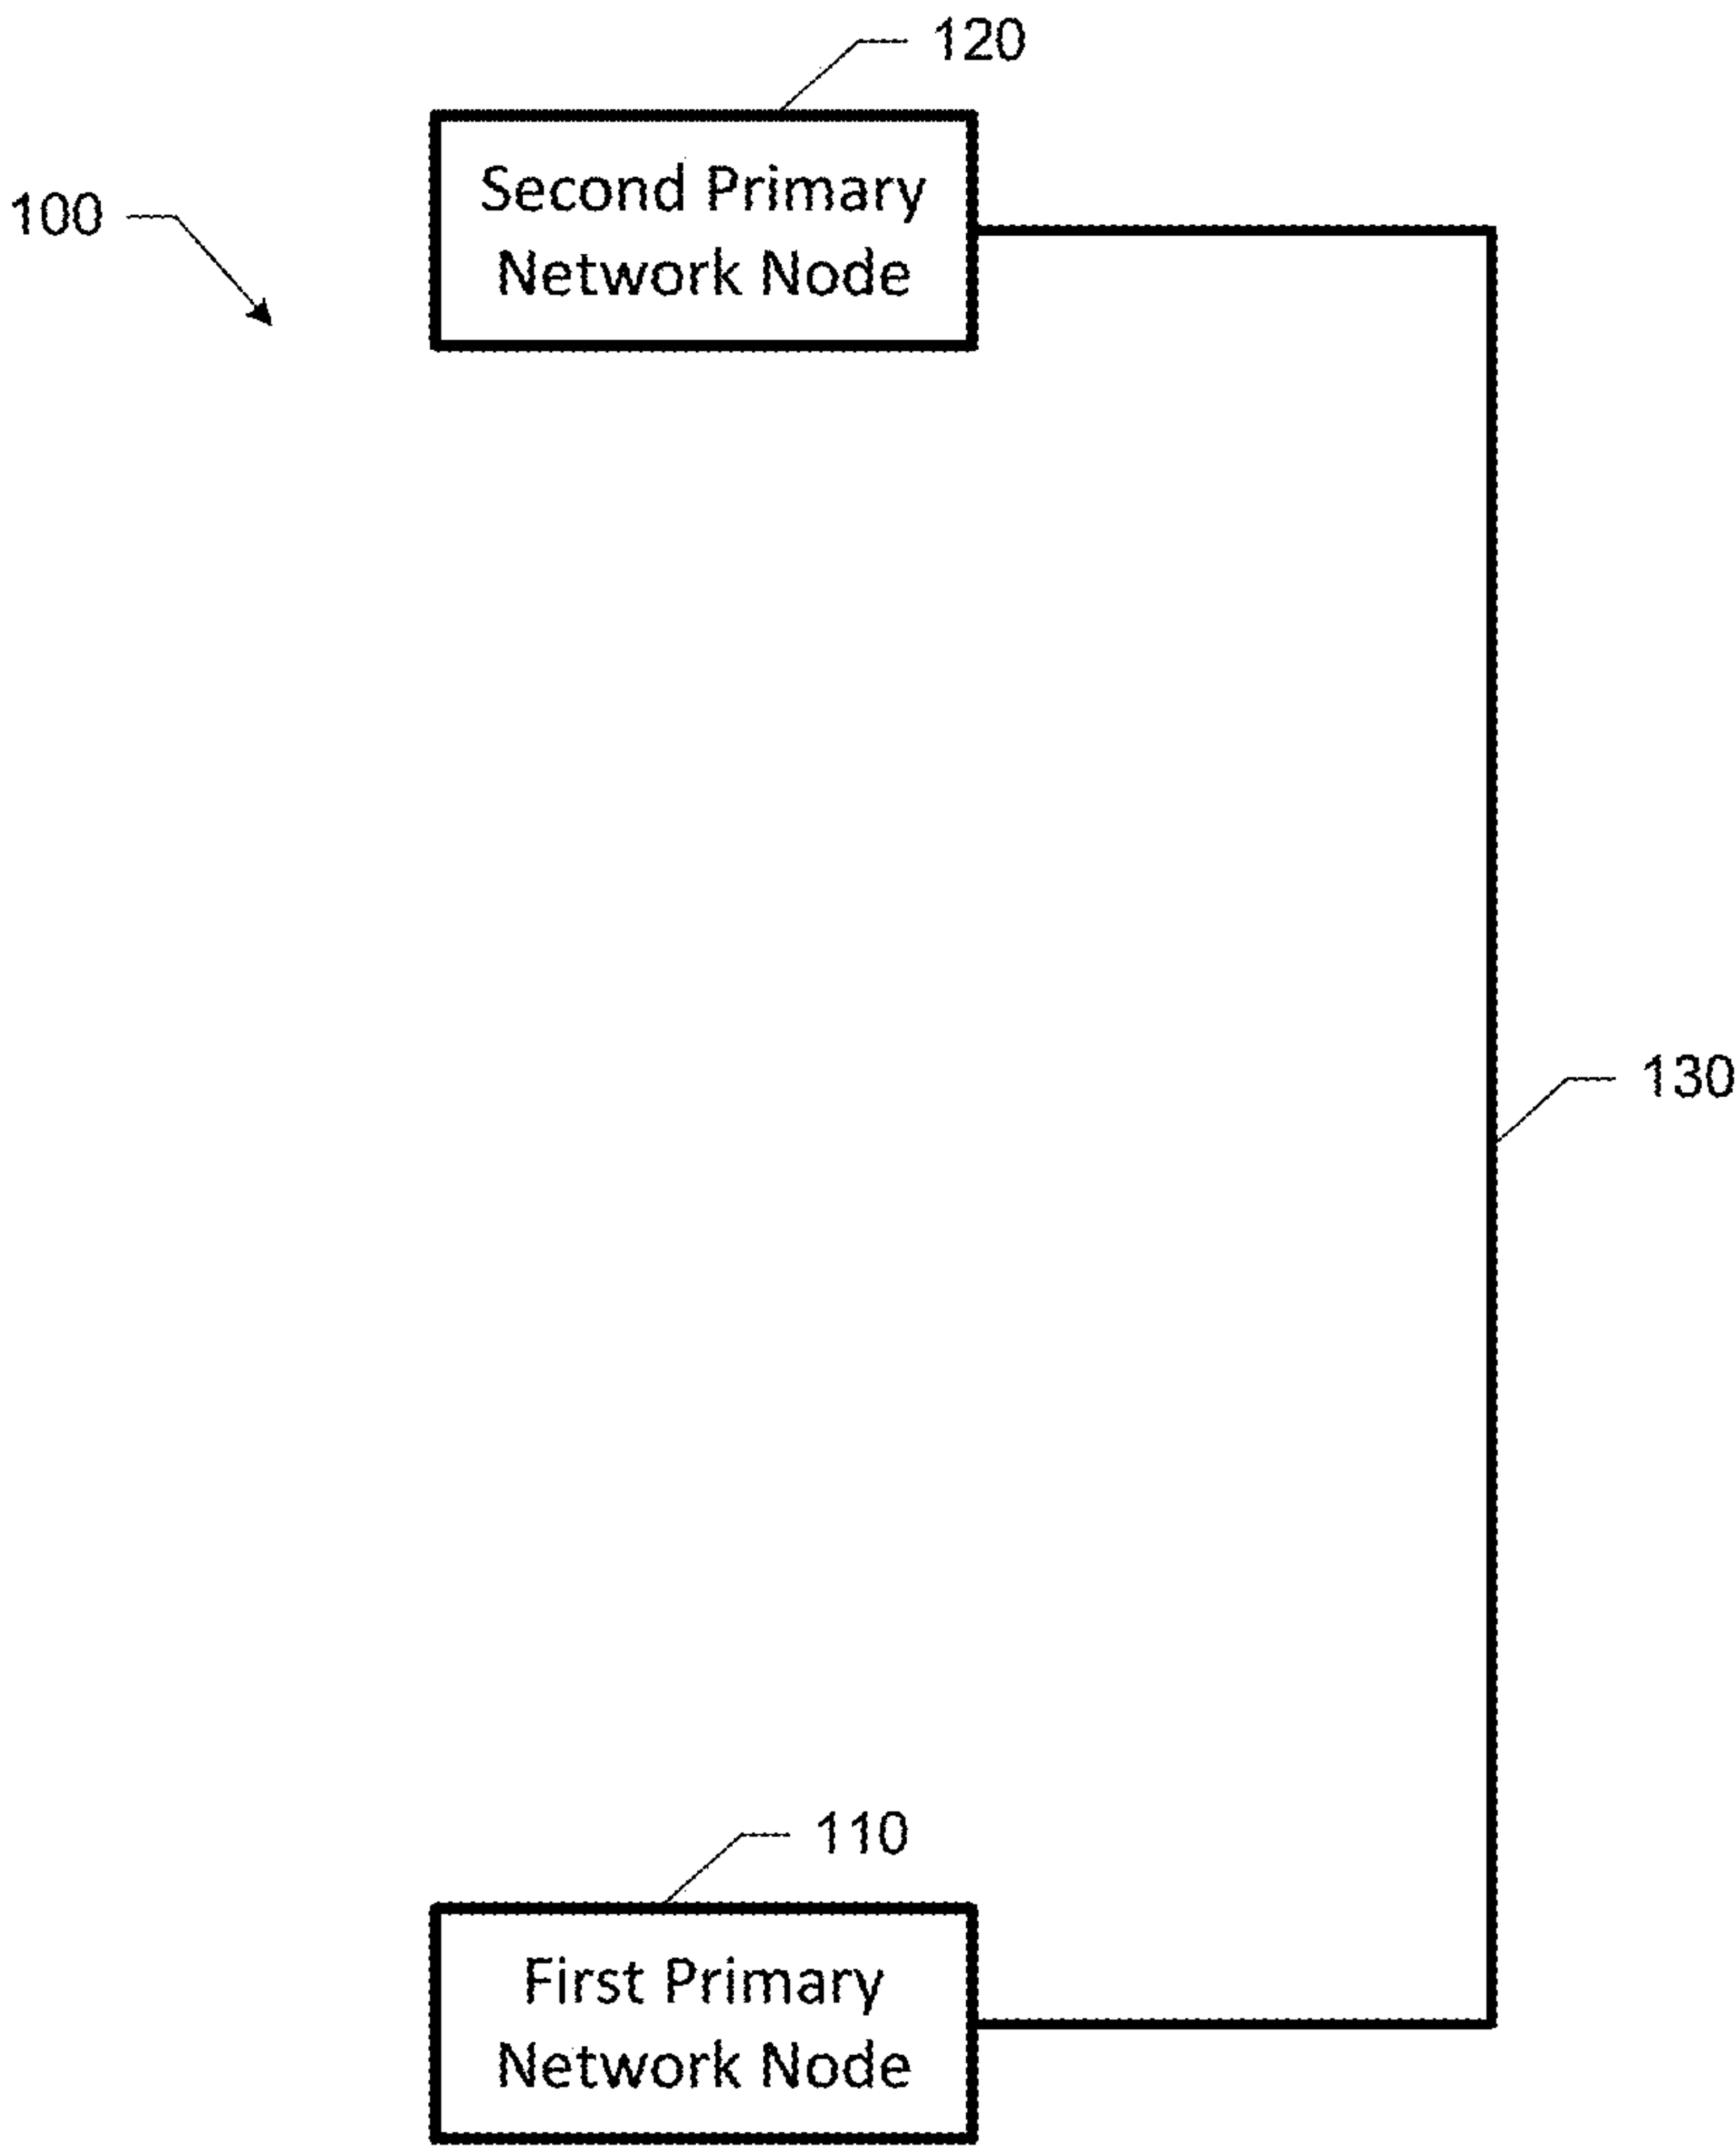 120
100
Second Primary
Network Node
130
110
First Primary
Network Node